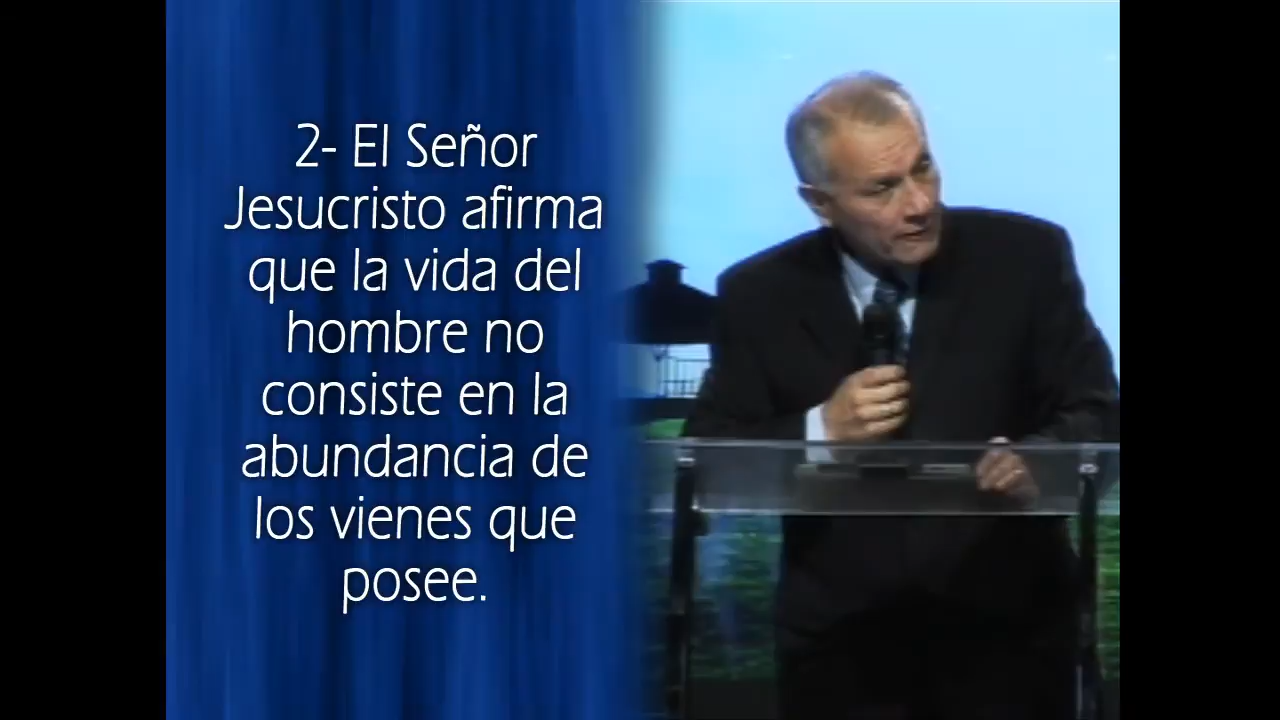 2- El Señor
Jesucristo afirma
que la vida del
hombre no
consiste en la
abundancia de
los vienes que
posee.